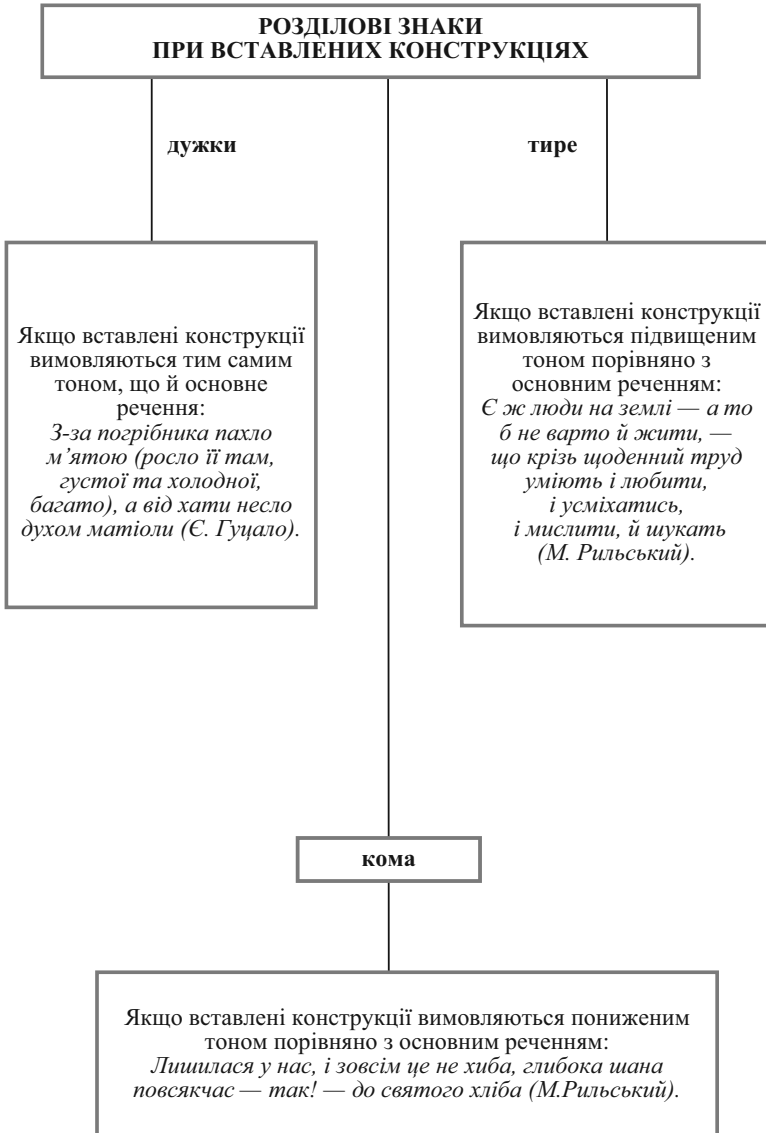 РОЗДІЛОВІ ЗНАКИ
ПРИ ВСТАВЛЕНИХ КОНСТРУКЦІЯХ
дужки
тире
Якщо вставлені конструкції
вимовляються тим самим
тоном, що й основне
речення:
З-за погрібника пахло
м’ятою (росло її там,
густої та холодної,
багато), а від хати несло
духом матіоли (Є. Гуцало).
Якщо вставлені конструкції
вимовляються підвищеним
тоном порівняно з
основним реченням:
Є ж люди на землі — а то
б не варто й жити, —
що крізь щоденний труд
уміють і любити,
і усміхатись,
і мислити, й шукать
(М. Рильський).
кома
Якщо вставлені конструкції вимовляються пониженим
тоном порівняно з основним реченням:
Лишилася у нас, і зовсім це не хиба, глибока шана
повсякчас — так! — до святого хліба (М.Рильський).